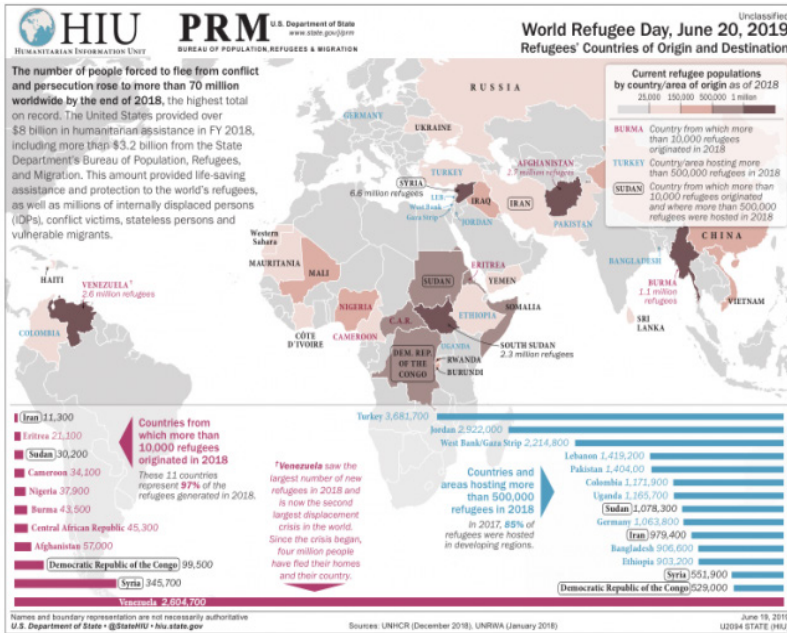 HIU
HUMANITARIAN INFORMATION UNIT
PRM
U.S. Department of State
www.state.gov/j/prm
BUREAU OF POPULATION, REFUGEES & MIGRATION
Unclassified
World Refugee Day, June 20, 2019
Refugees' Countries of Origin and Destination
The number of people forced to flee from conflict
and persecution rose to more than 70 million
worldwide by the end of 2018, the highest total
on record. The United States provided over
$8 billion in humanitarian assistance in FY 2018,
including more than $3.2 billion from the State
Department's Bureau of Population, Refugees,
and Migration. This amount provided life-saving
assistance and protection to the world's refugees,
as well as millions of internally displaced persons
(IDPs), conflict victims, stateless persons and
vulnerable migrants.
Current refugee populations
by country/area of origin as of 2018
25,000 150,000 500,000 1 million
BURMA Country from which more
than 10,000 refugees
originated in 2018
TURKEY Country/area hosting more
than 500,000 refugees in 2018
SUDAN Country from which more than
10,000 refugees originated
and where more than 500,000
refugees were hosted in 2018
RUSSIA
GERMANY
UKRAINE
TURKEY
AFGHANISTAN
2.7 million refugees
SYRIA
6.6 million refugees
LEB.
West Bank
Gaza Strip
IRAQ
IRAN
JORDAN
PAKISTAN
CHINA
BANGLADESH
BURMA
1.1 million
refugees
VIETNAM
SRI
LANKA
Western
Sahara
MAURITANIA
MALI
SUDAN
ERITREA
YEMEN
NIGERIA
C.A.R.
ETHIOPIA
SOMALIA
CÔTE
D'IVOIRE
CAMEROON
SOUTH SUDAN
2.3 million refugees
UGANDA
DEM. REP.
OF THE
CONGO
RWANDA
BURUNDI
HAITI
VENEZUELA†
2.6 million refugees
COLOMBIA
Iran 11,300
Eritrea 21,100
Sudan 30,200
Cameroon 34,100
Nigeria 37,900
Burma 43,500
Central African Republic 45,300
Afghanistan 57,000
Democratic Republic of the Congo 99,500
Syria 345,700
Venezuela 2,604,700
Countries from
which more than
10,000 refugees
originated in 2018
These 11 countries
represent 97% of the
refugees generated in 2018.
†Venezuela saw the
largest number of new
refugees in 2018 and
is now the second
largest displacement
crisis in the world.
Since the crisis began,
four million people
have fled their homes
and their country.
Countries and
areas hosting more
than 500,000
refugees in 2018
In 2017, 85% of
refugees were hosted
in developing regions.
Turkey 3,681,700
Jordan 2,922,000
West Bank/Gaza Strip 2,214,800
Lebanon 1,419,200
Pakistan 1,404,00
Colombia 1,171,900
Uganda 1,165,700
Sudan 1,078,300
Germany 1,063,800
Iran 979,400
Bangladesh 906,600
Ethiopia 903,200
Syria 551,900
Democratic Republic of the Congo 529,000
Names and boundary representation are not necessarily authoritative
U.S. Department of State • @StateHIU • hiu.state.gov
Sources: UNHCR (December 2018), UNRWA (January 2018)
June 19, 2019
U2094 STATE (HIU)